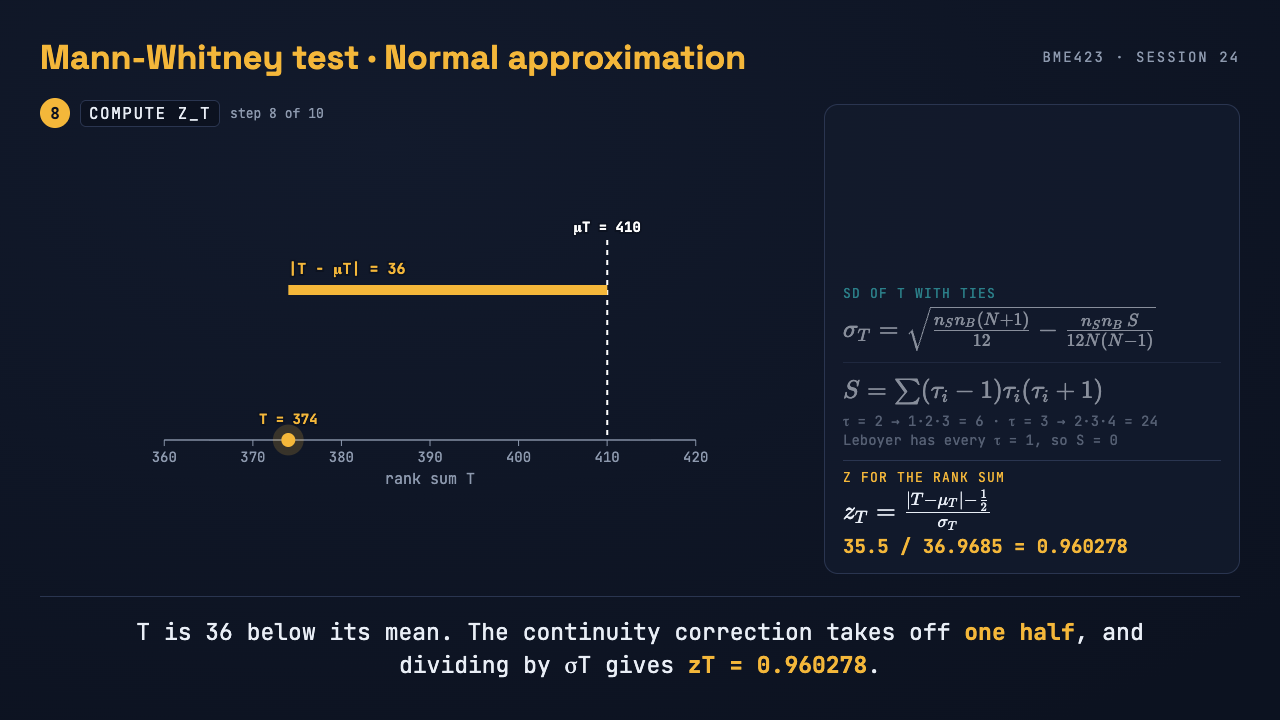 Mann-Whitney test · Normal approximation
BME423 · SESSION 24
8 COMPUTE Z_T step 8 of 10
μT = 410
|T - μT| = 36
T = 374
360 370 380 390 400 410 420
rank sum T
SD OF T WITH TIES
σ_T = √(n_S n_B(N+1)/12 − n_S n_B S/12N(N−1))
S = ∑(τ_i − 1)τ_i(τ_i + 1)
τ = 2 → 1·2·3 = 6 · τ = 3 → 2·3·4 = 24
Leboyer has every τ = 1, so S = 0
Z FOR THE RANK SUM
z_T = (|T−μ_T|−1/2)/σ_T
35.5 / 36.9685 = 0.960278
T is 36 below its mean. The continuity correction takes off one half, and
dividing by σT gives zT = 0.960278.